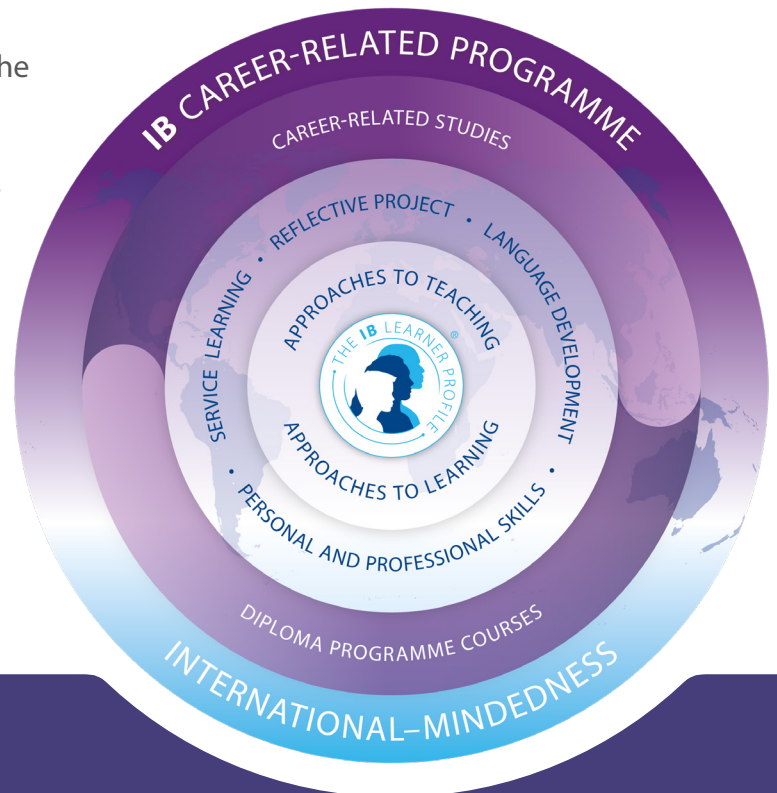 he
IB CAREER-RELATED PROGRAMME
CAREER-RELATED STUDIES
SERVICE LEARNING • REFLECTIVE PROJECT • LANGUAGE DEVELOPMENT •
APPROACHES TO TEACHING
THE IB LEARNER PROFILE ®
APPROACHES TO LEARNING
• PERSONAL AND PROFESSIONAL SKILLS
DIPLOMA PROGRAMME COURSES
INTERNATIONAL–MINDEDNESS